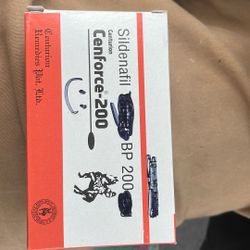 Sildenafil
BP 200
Centurion
Cenforce-200
Centurion
Remedies Pvt. Ltd.